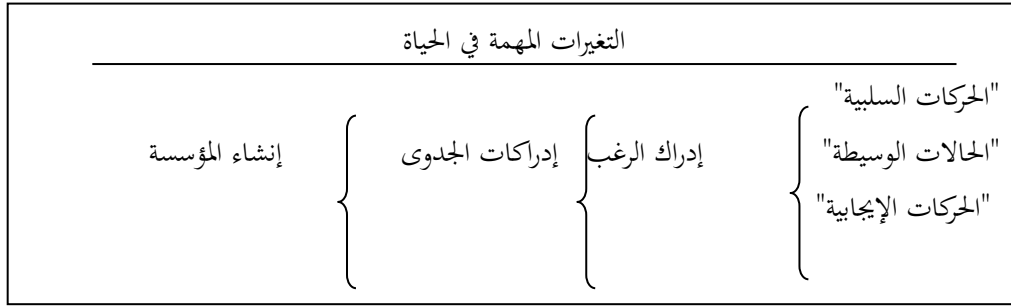 التغيرات المهمة في الحياة
"الحركات السلبية"
"الحالات الوسيطة"
"الحركات الإيجابية"
إدراك الرغب
إدراكات الجدوى
إنشاء المؤسسة